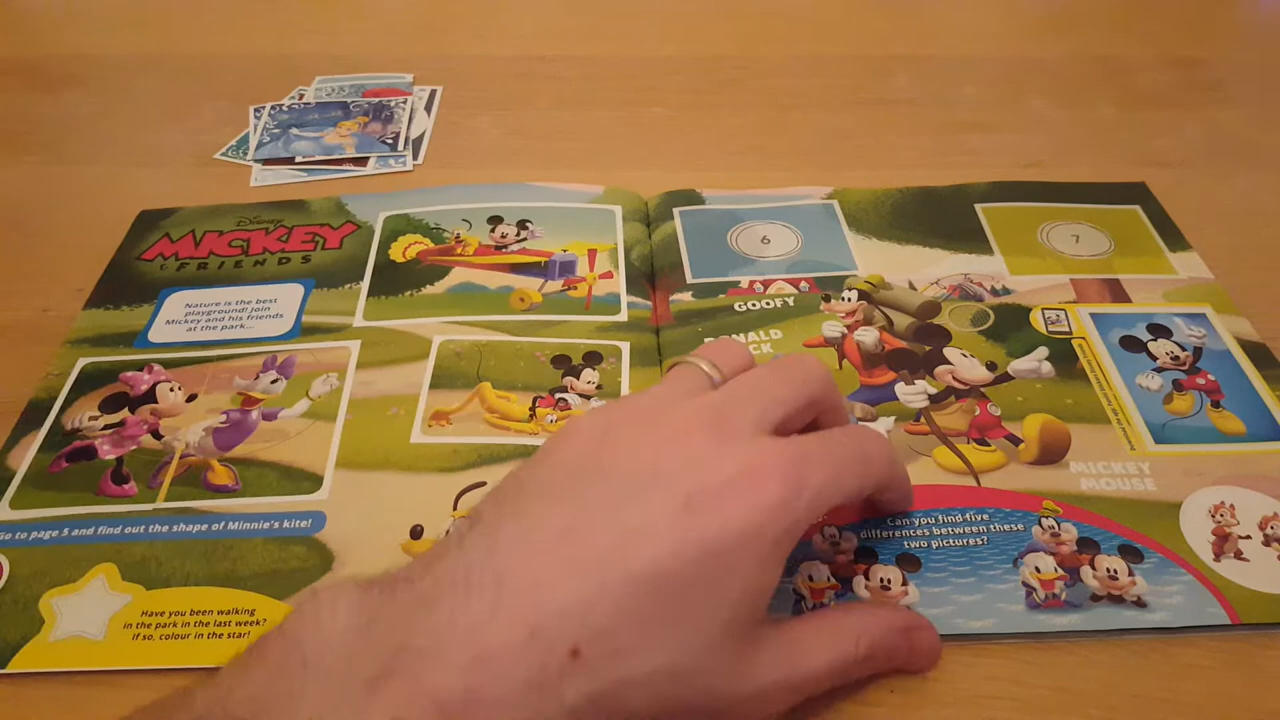 Disney
MICKEY
& FRIENDS
Nature is the best
playground! Join
Mickey and his friends
at the park...
Go to page 5 and find out the shape of Minnie's kite!
Have you been walking
in the park in the last week?
If so, colour in the star!
6
7
GOOFY
MICKEY
MOUSE
Can you find five
differences between these
two pictures?